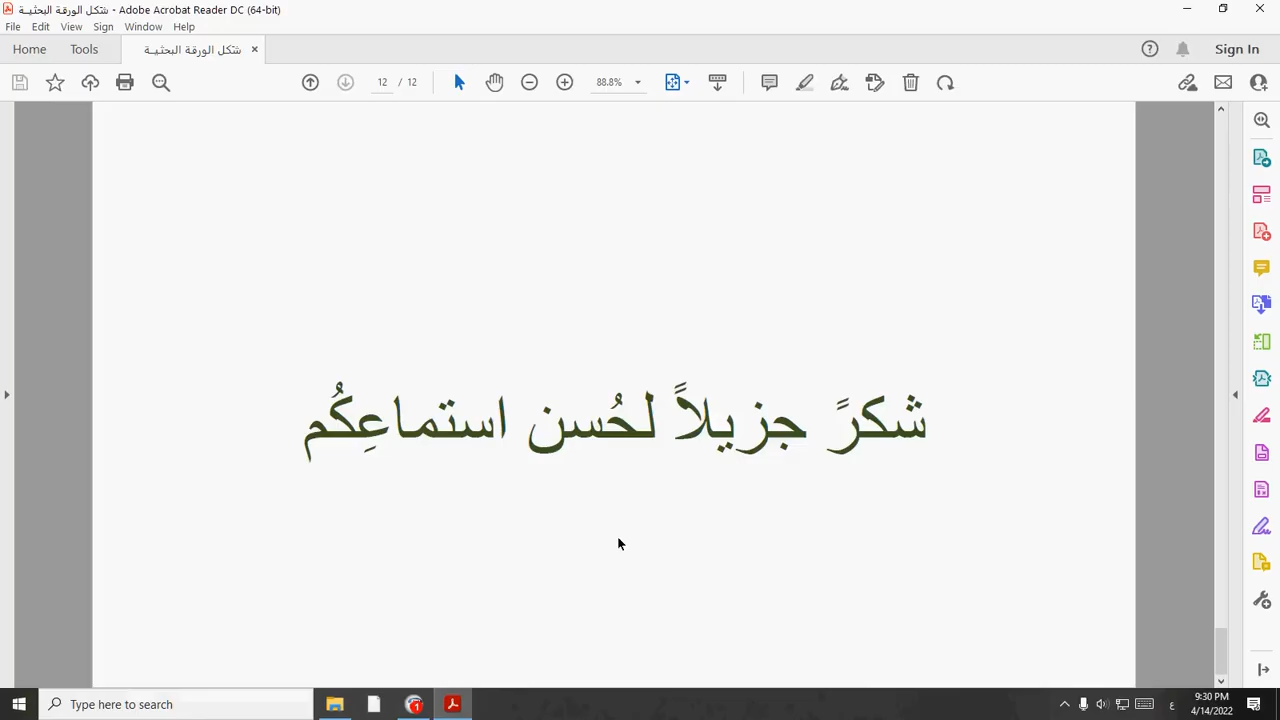 شكل الورقة البحثية - Adobe Acrobat Reader DC (64-bit)
File Edit View Sign Window Help
Home Tools شكل الورقة البحثية × Sign In
12 / 12 88.8%
شكرً جزيلاً لحُسن استماعِكُم
Type here to search
9:30 PM
ع
4/14/2022